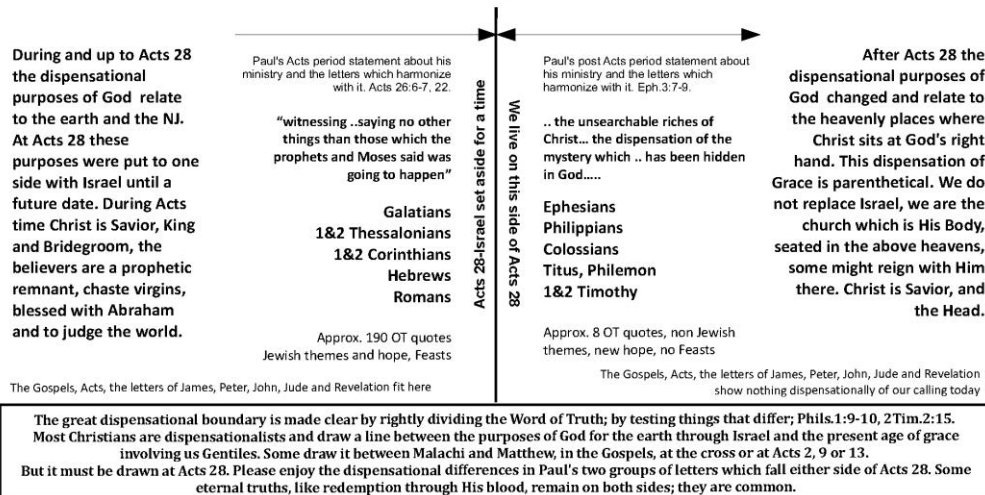 During and up to Acts 28
the dispensational
purposes of God relate
to the earth and the NJ.
At Acts 28 these
purposes were put to one
side with Israel until a
future date. During Acts
time Christ is Savior, King
and Bridegroom, the
believers are a prophetic
remnant, chaste virgins,
blessed with Abraham
and to judge the world.
Paul's Acts period statement about his
ministry and the letters which harmonize
with it. Acts 26:6-7, 22.
“witnessing ..saying no other
things than those which the
prophets and Moses said was
going to happen”
Galatians
1&2 Thessalonians
1&2 Corinthians
Hebrews
Romans
Approx. 190 OT quotes
Jewish themes and hope, Feasts
The Gospels, Acts, the letters of James, Peter, John, Jude and Revelation fit here
Acts 28-Israel set aside for a time
We live on this side of Acts 28
Paul's post Acts period statement about
his ministry and the letters which
harmonize with it. Eph.3:7-9.
.. the unsearchable riches of
Christ... the dispensation of the
mystery which .. has been hidden
in God.....
Ephesians
Philippians
Colossians
Titus, Philemon
1&2 Timothy
Approx. 8 OT quotes, non Jewish
themes, new hope, no Feasts
After Acts 28 the
dispensational purposes of
God changed and relate to
the heavenly places where
Christ sits at God's right
hand. This dispensation of
Grace is parenthetical. We do
not replace Israel, we are the
church which is His Body,
seated in the above heavens,
some might reign with Him
there. Christ is Savior, and
the Head.
The Gospels, Acts, the letters of James, Peter, John, Jude and Revelation
show nothing dispensationally of our calling today
The great dispensational boundary is made clear by rightly dividing the Word of Truth; by testing things that differ; Phils.1:9-10, 2Tim.2:15.
Most Christians are dispensationalists and draw a line between the purposes of God for the earth through Israel and the present age of grace
involving us Gentiles. Some draw it between Malachi and Matthew, in the Gospels, at the cross or at Acts 2, 9 or 13.
But it must be drawn at Acts 28. Please enjoy the dispensational differences in Paul's two groups of letters which fall either side of Acts 28. Some
eternal truths, like redemption through His blood, remain on both sides; they are common.